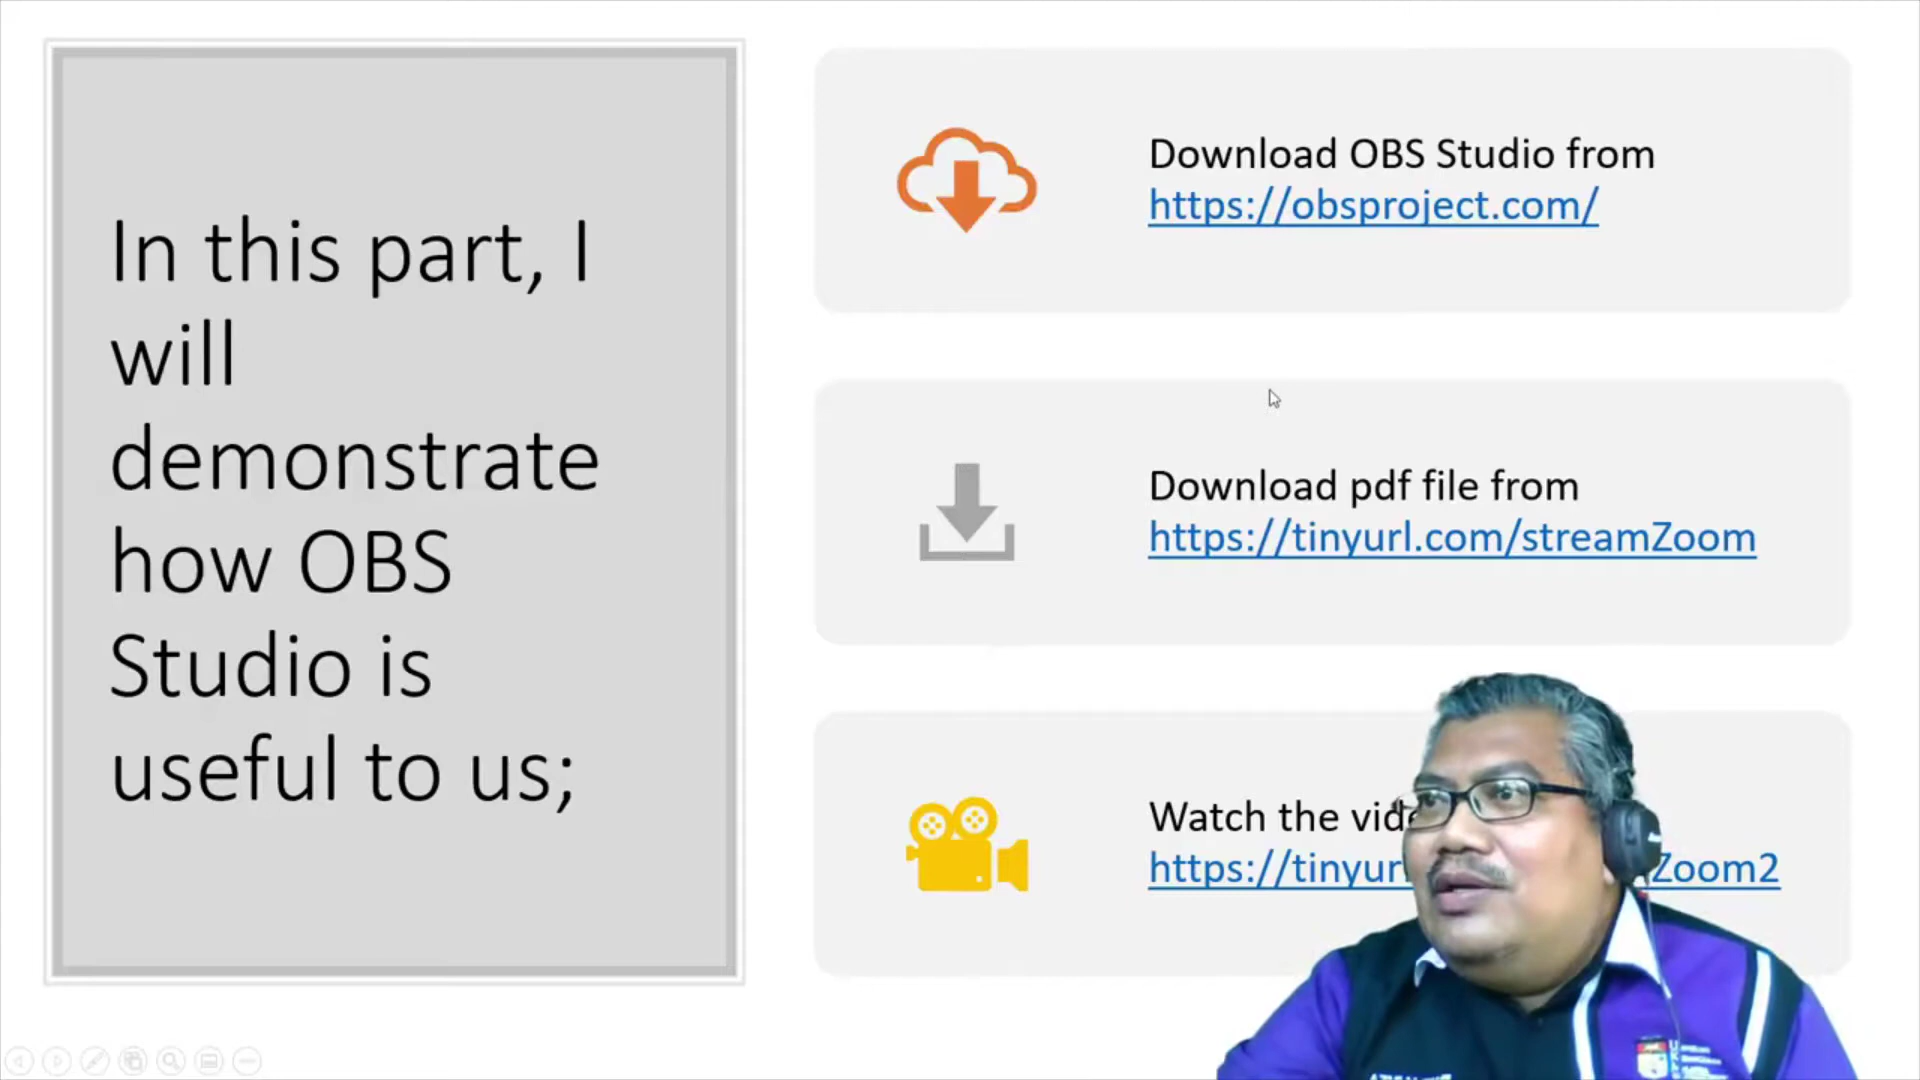 In this part, I
will
demonstrate
how OBS
Studio is
useful to us;
Download OBS Studio from
https://obsproject.com/
Download pdf file from
https://tinyurl.com/streamZoom
Watch the
https://tinyur Zoom2